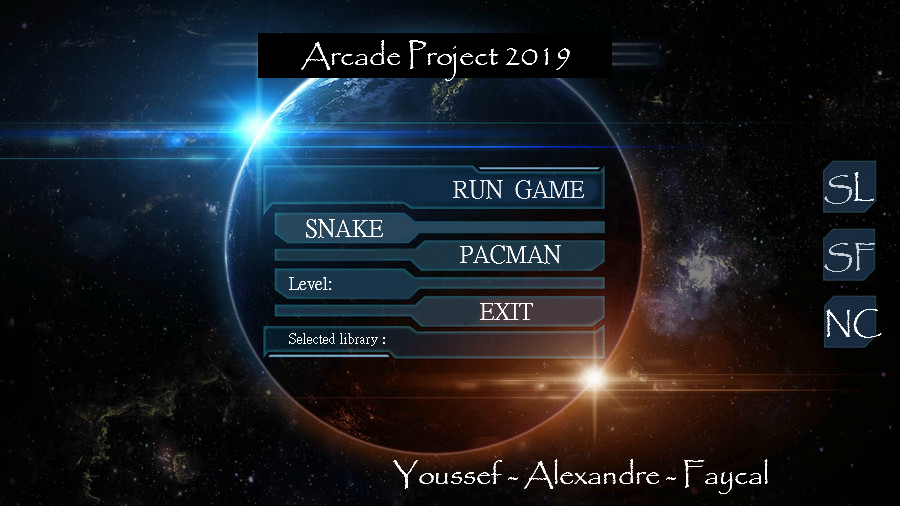 Arcade Project 2019
RUN GAME
SNAKE
PACMAN
Level:
EXIT
Selected library :
SL
SF
NC
Youssef ~ Alexandre ~ Faycal